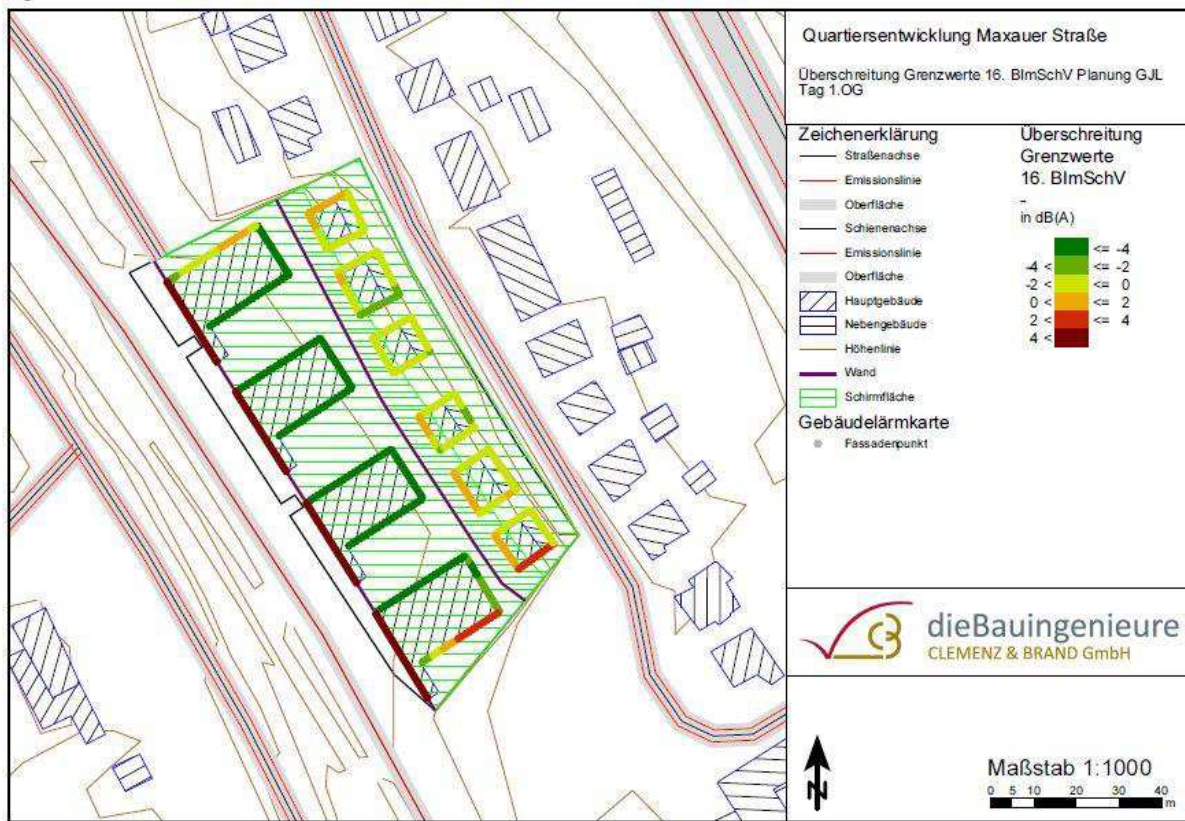 Quartiersentwicklung Maxauer Straße
Überschreitung Grenzwerte 16. BImSchV Planung GJL
Tag 1.OG
Zeichenerklärung
Straßenachse
Emissionslinie
Oberfläche
Schienenachse
Emissionslinie
Oberfläche
Hauptgebäude
Nebengebäude
Höhenlinie
Wand
Schirmfläche
Gebäudelärmkarte
Fassadenpunkt
Überschreitung
Grenzwerte
16. BImSchV
-
in dB(A)
<= -4
-4 < <= -2
-2 < <= 0
0 < <= 2
2 < <= 4
4 <
CB
dieBauingenieure
CLEMENZ & BRAND GmbH
N
Maßstab 1:1000
0 5 10 20 30 40
m